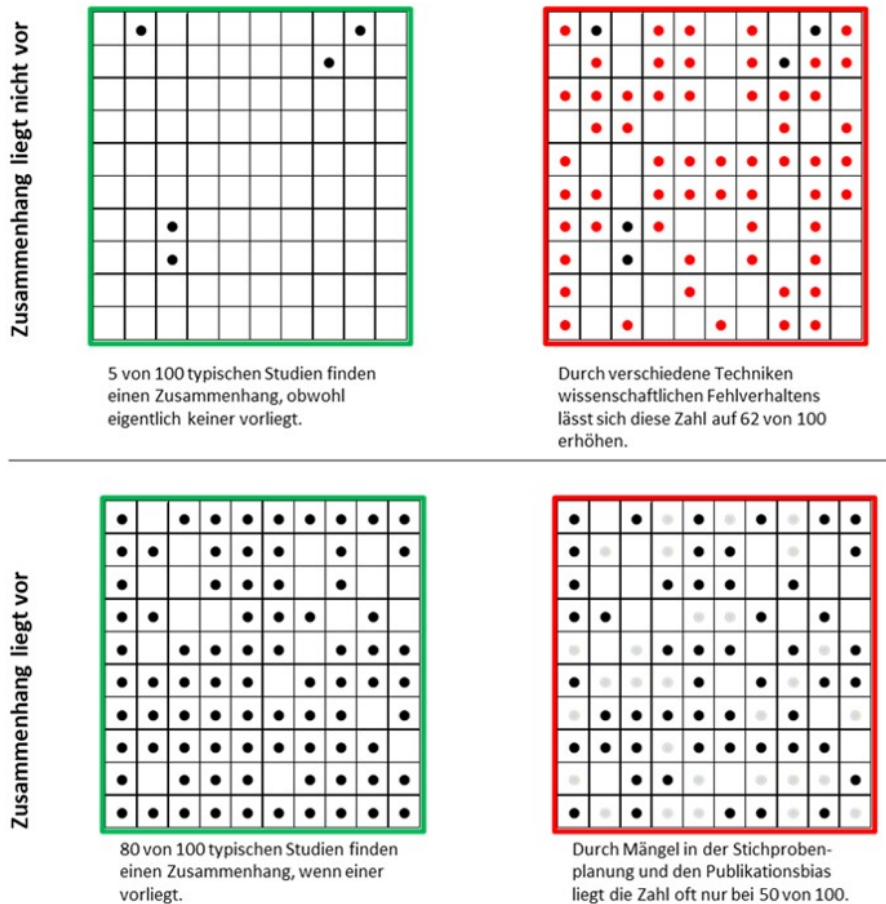 Zusammenhang liegt nicht vor
5 von 100 typischen Studien finden
einen Zusammenhang, obwohl
eigentlich keiner vorliegt.
Durch verschiedene Techniken
wissenschaftlichen Fehlverhaltens
lässt sich diese Zahl auf 62 von 100
erhöhen.
Zusammenhang liegt vor
80 von 100 typischen Studien finden
einen Zusammenhang, wenn einer
vorliegt.
Durch Mängel in der Stichproben-
planung und den Publikationsbias
liegt die Zahl oft nur bei 50 von 100.